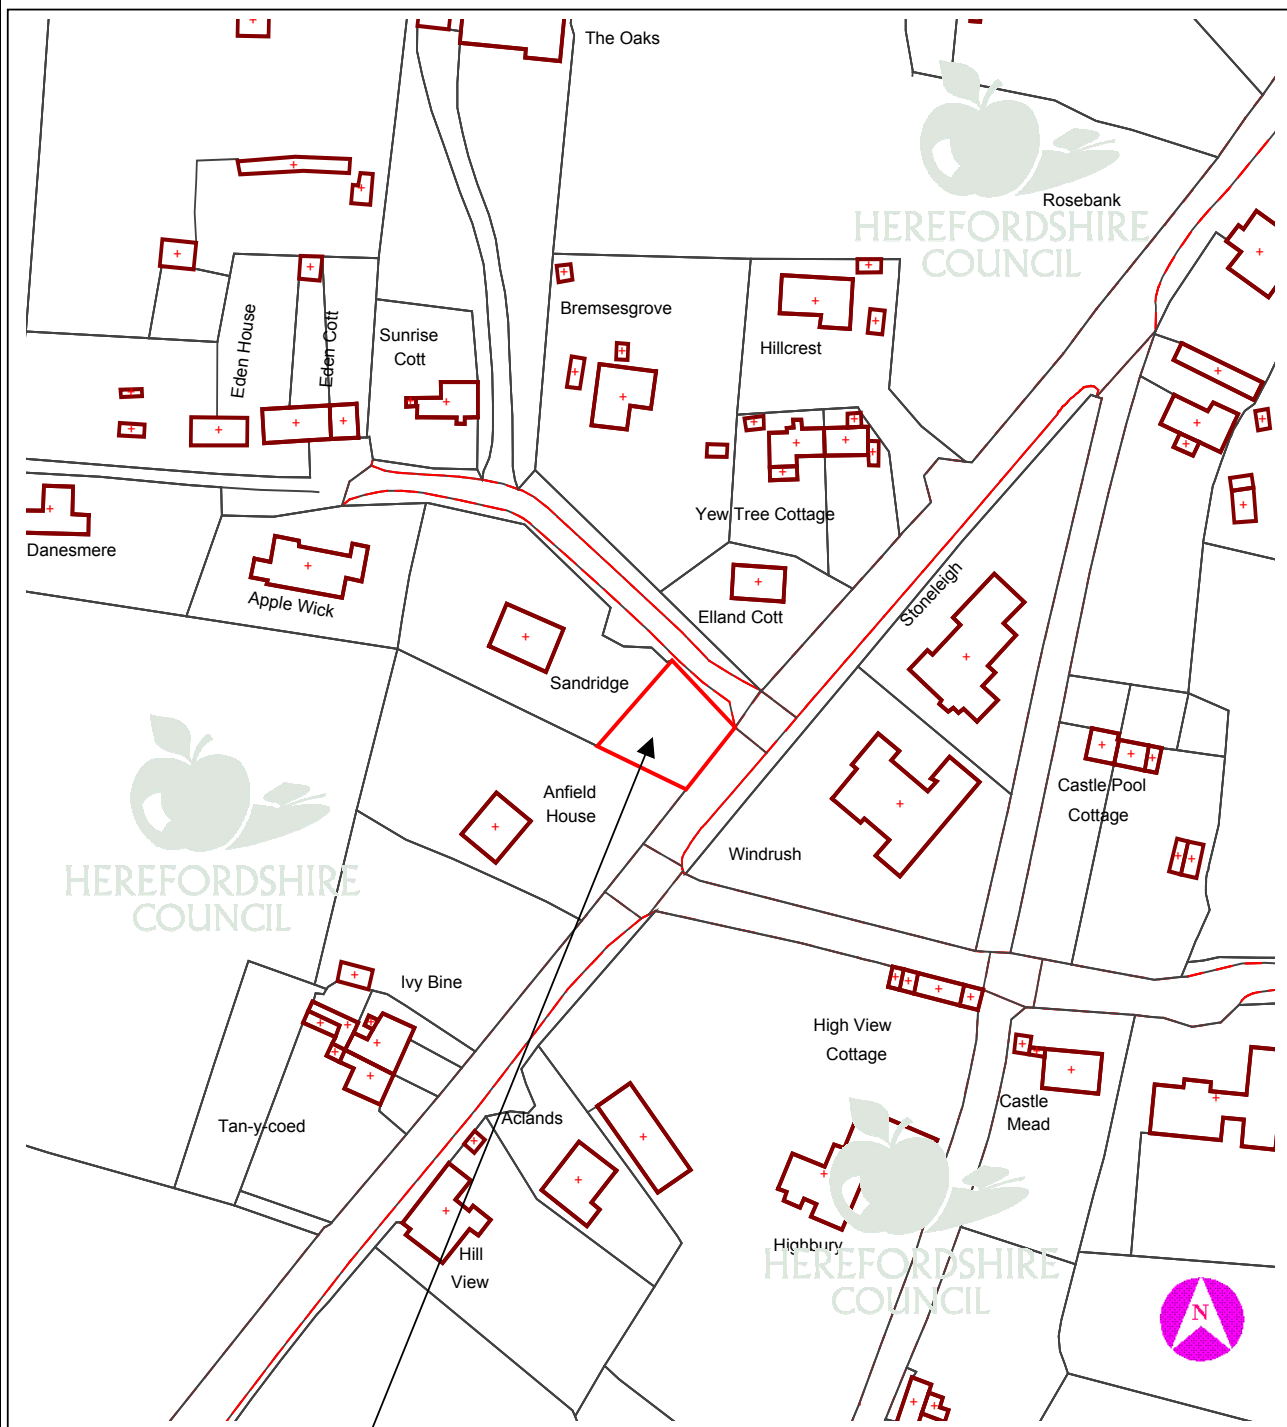 The Oaks
Rosebank
HEREFORDSHIRE
COUNCIL
Bremsesgrove
Eden House
Eden Cott
Sunrise
Cott
Hillcrest
Yew Tree Cottage
Danesmere
Apple Wick
Stoneleigh
Elland Cott
Sandridge
Anfield
House
Castle Pool
Cottage
Windrush
HEREFORDSHIRE
COUNCIL
Ivy Bine
High View
Cottage
Castle
Mead
Tan-y-coed
Aclands
Highbury
Hill
View
HEREFORDSHIRE
COUNCIL
N